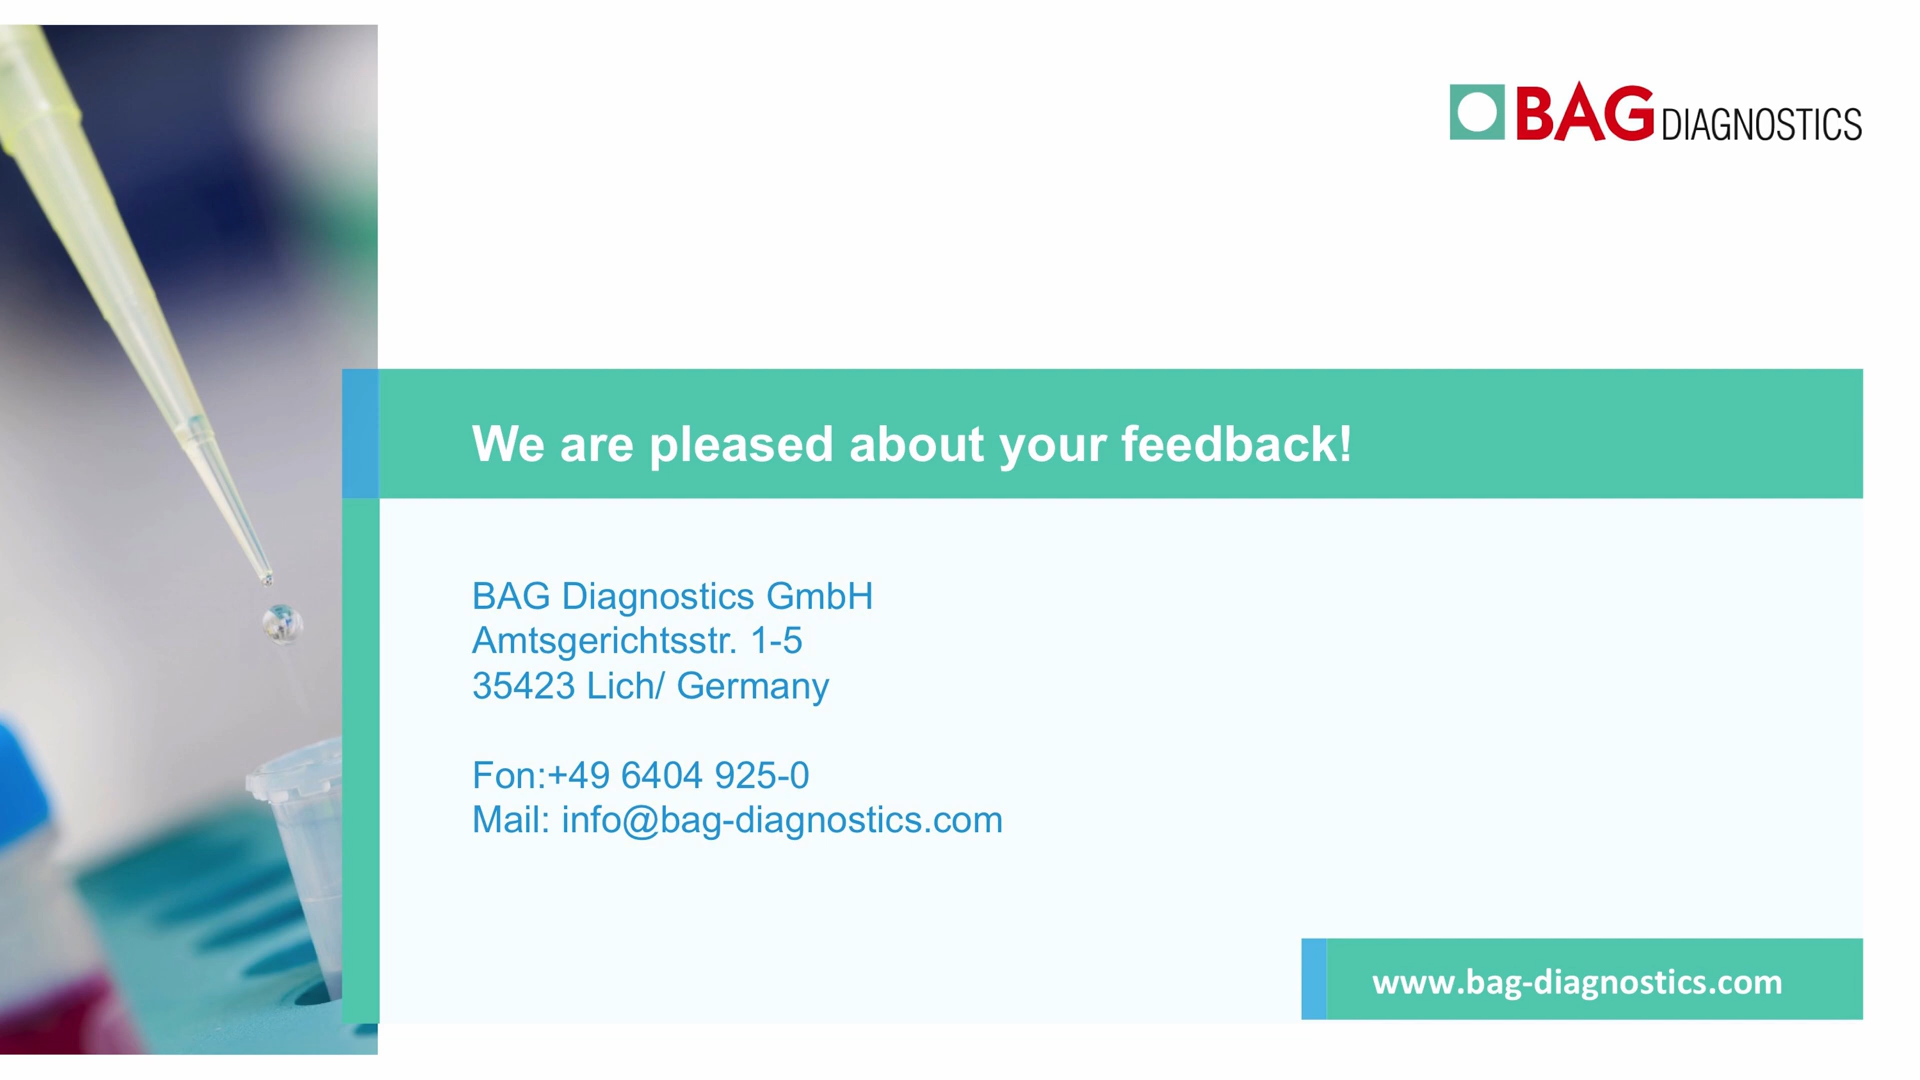 BAG DIAGNOSTICS
We are pleased about your feedback!
BAG Diagnostics GmbH
Amtsgerichtsstr. 1-5
35423 Lich/ Germany
Fon:+49 6404 925-0
Mail: info@bag-diagnostics.com
www.bag-diagnostics.com